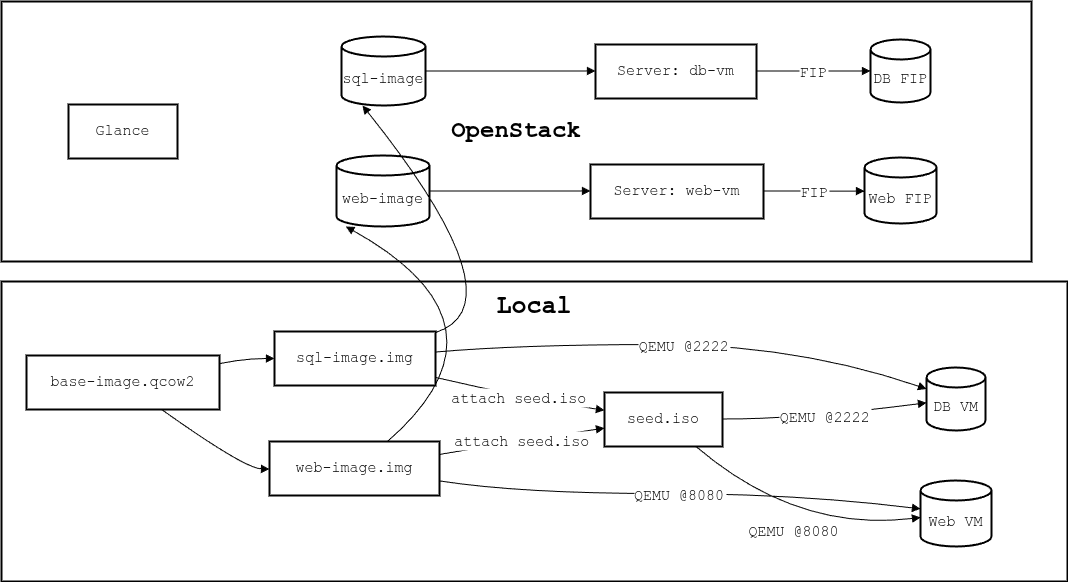 sql-image
Server: db-vm
FIP
DB FIP
Glance
OpenStack
web-image
Server: web-vm
FIP
Web FIP
Local
sql-image.img
QEMU @2222
base-image.qcow2
attach seed.iso
DB VM
seed.iso
QEMU @2222
attach seed.iso
web-image.img
QEMU @8080
Web VM
QEMU @8080